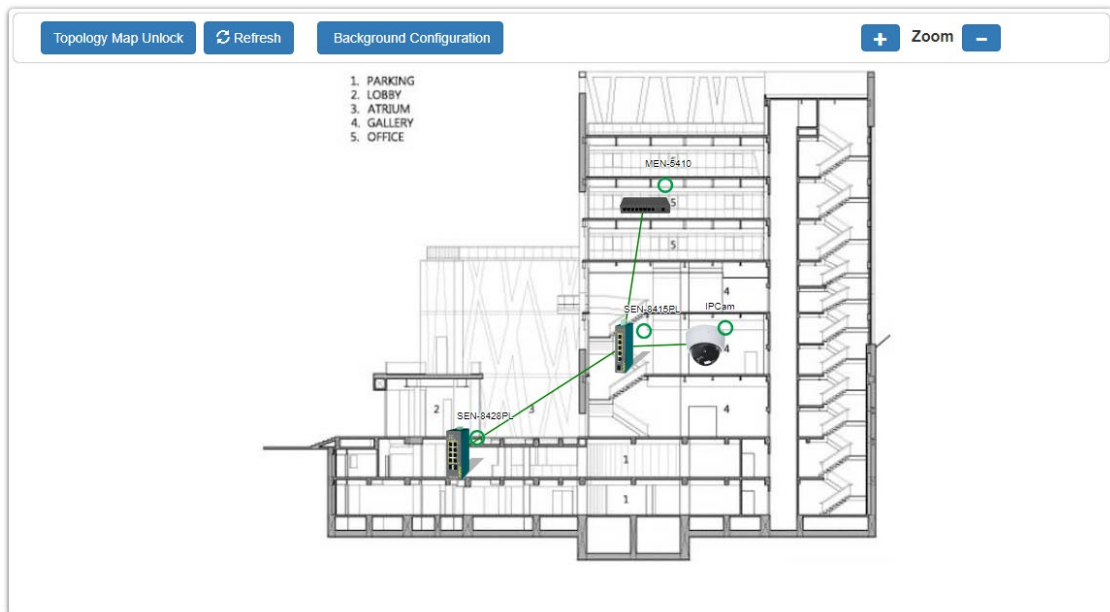 Topology Map Unlock
Refresh
Background Configuration
+ Zoom −
1. PARKING
2. LOBBY
3. ATRIUM
4. GALLERY
5. OFFICE
MEN-5410
5
5
4
SEN-8415PL
IPCam
4
2
3
4
SEN-8428PL
1
1